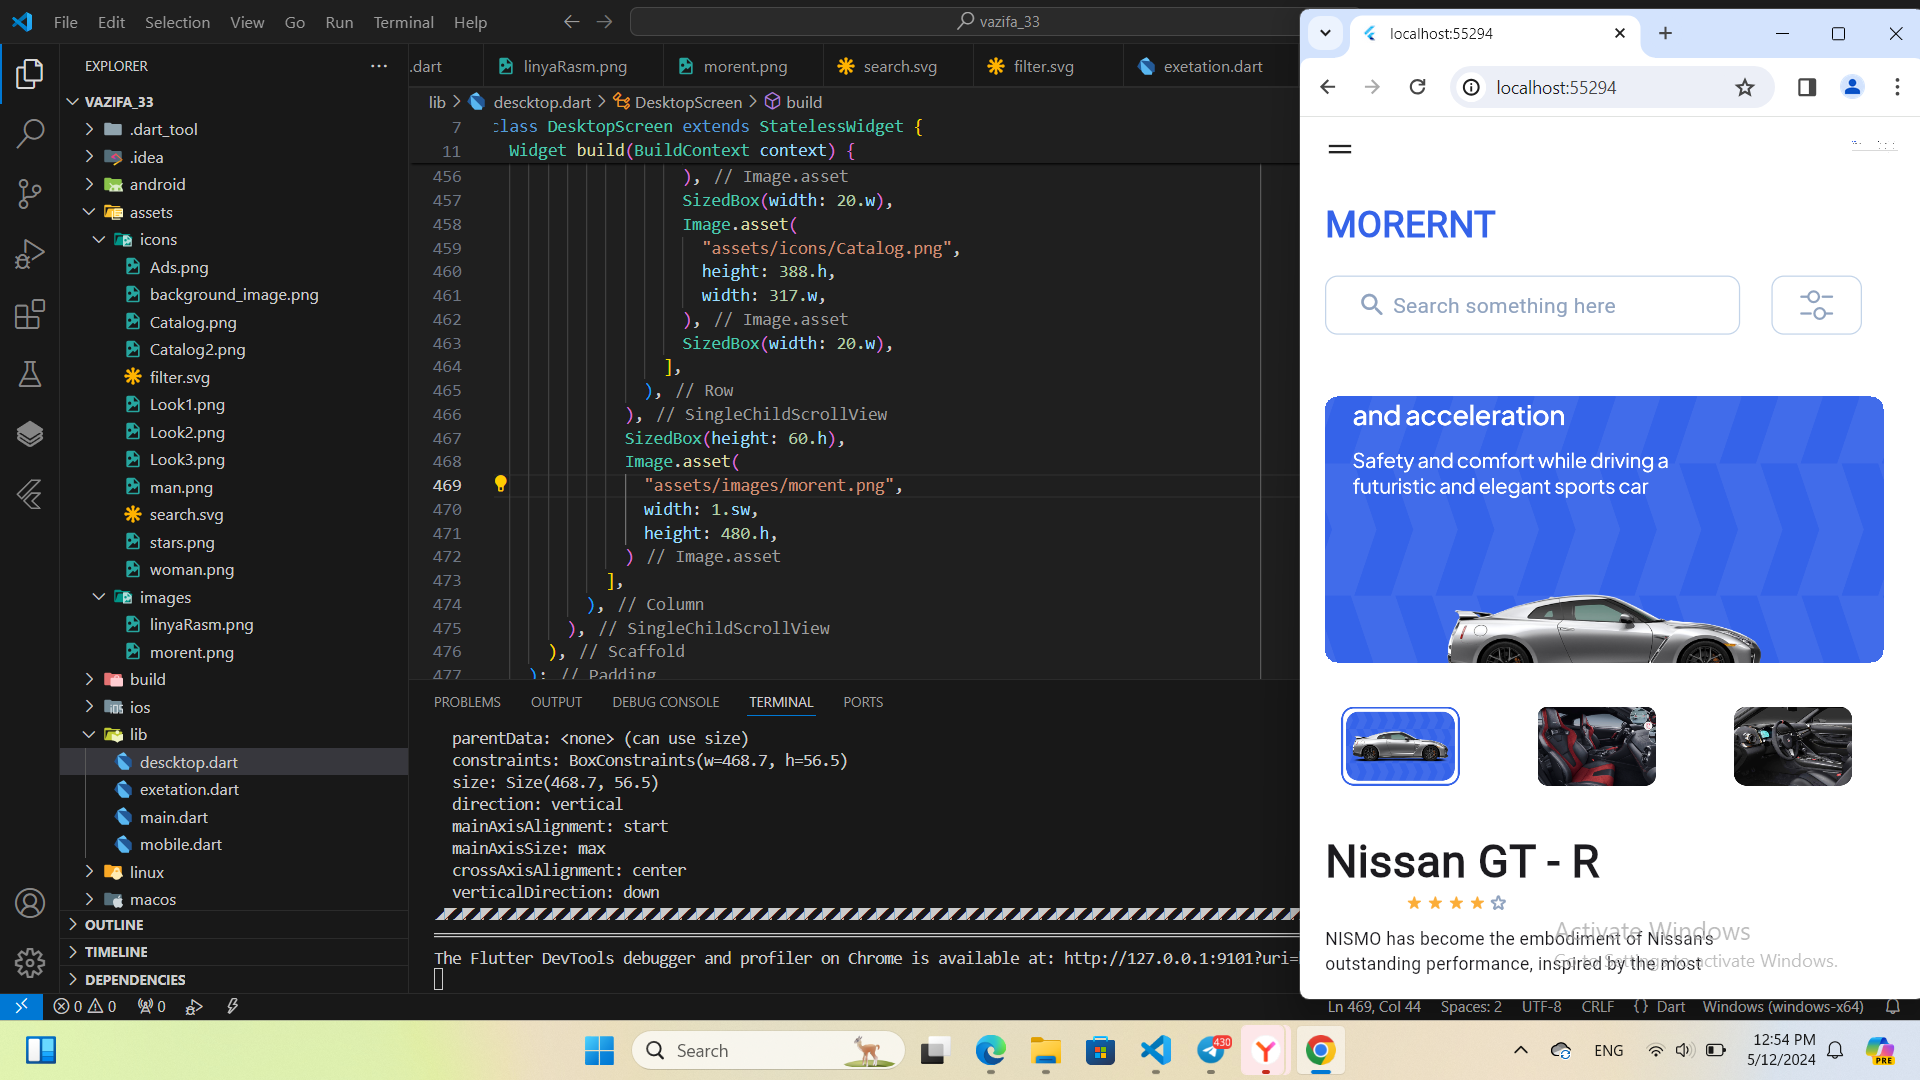 File Edit Selection View Go Run Terminal Help
vazifa_33
EXPLORER
VAZIFA_33
.dart_tool
.idea
android
assets
icons
Ads.png
background_image.png
Catalog.png
Catalog2.png
filter.svg
Look1.png
Look2.png
Look3.png
man.png
search.svg
stars.png
woman.png
images
linyaRasm.png
morent.png
build
ios
lib
descktop.dart
exetation.dart
main.dart
mobile.dart
linux
macos
OUTLINE
TIMELINE
DEPENDENCIES
.dart linyaRasm.png morent.png search.svg filter.svg exetation.dart
lib descktop.dart DesktopScreen build
7 class DesktopScreen extends StatelessWidget {
11 Widget build(BuildContext context) {
456 ), // Image.asset
457 SizedBox(width: 20.w),
458 Image.asset(
459 "assets/icons/Catalog.png",
460 height: 388.h,
461 width: 317.w,
462 ), // Image.asset
463 SizedBox(width: 20.w),
464 ],
465 ), // Row
466 ), // SingleChildScrollView
467 SizedBox(height: 60.h),
468 Image.asset(
469 "assets/images/morent.png",
470 width: 1.sw,
471 height: 480.h,
472 ) // Image.asset
473 ],
474 ), // Column
475 ), // SingleChildScrollView
476 ), // Scaffold
477 ); // Padding
PROBLEMS OUTPUT DEBUG CONSOLE TERMINAL PORTS
parentData: <none> (can use size)
constraints: BoxConstraints(w=468.7, h=56.5)
size: Size(468.7, 56.5)
direction: vertical
mainAxisAlignment: start
mainAxisSize: max
crossAxisAlignment: center
verticalDirection: down
The Flutter DevTools debugger and profiler on Chrome is available at: http://127.0.0.1:9101?uri=
0 0 0
Ln 469, Col 44 Spaces: 2 UTF-8 CRLF {} Dart Windows (windows-x64)
localhost:55294
localhost:55294
MORERNT
Search something here
and acceleration
Safety and comfort while driving a
futuristic and elegant sports car
Nissan GT - R
NISMO has become the embodiment of Nissan's
outstanding performance, inspired by the most
Activate Windows
Go to Settings to activate Windows.
Search
430
ENG
12:54 PM
5/12/2024
PRE